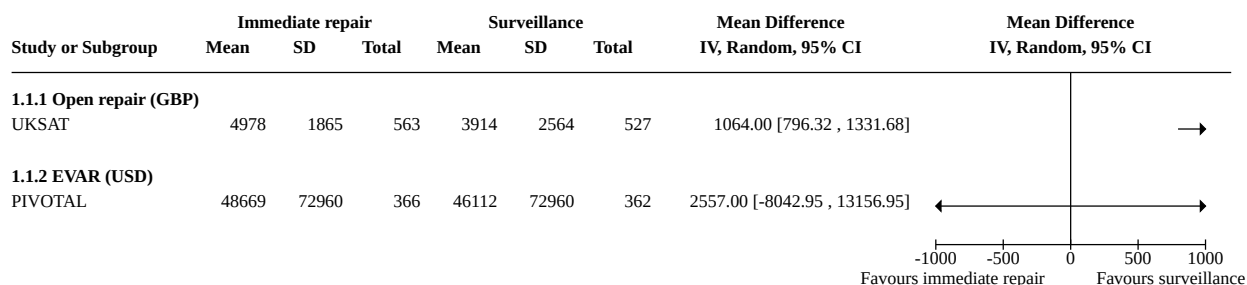 Immediate repair Surveillance Mean Difference Mean Difference
Study or Subgroup Mean SD Total Mean SD Total IV, Random, 95% CI IV, Random, 95% CI
1.1.1 Open repair (GBP)
UKSAT 4978 1865 563 3914 2564 527 1064.00 [796.32 , 1331.68]
1.1.2 EVAR (USD)
PIVOTAL 48669 72960 366 46112 72960 362 2557.00 [-8042.95 , 13156.95]
-1000 -500 0 500 1000
Favours immediate repair Favours surveillance